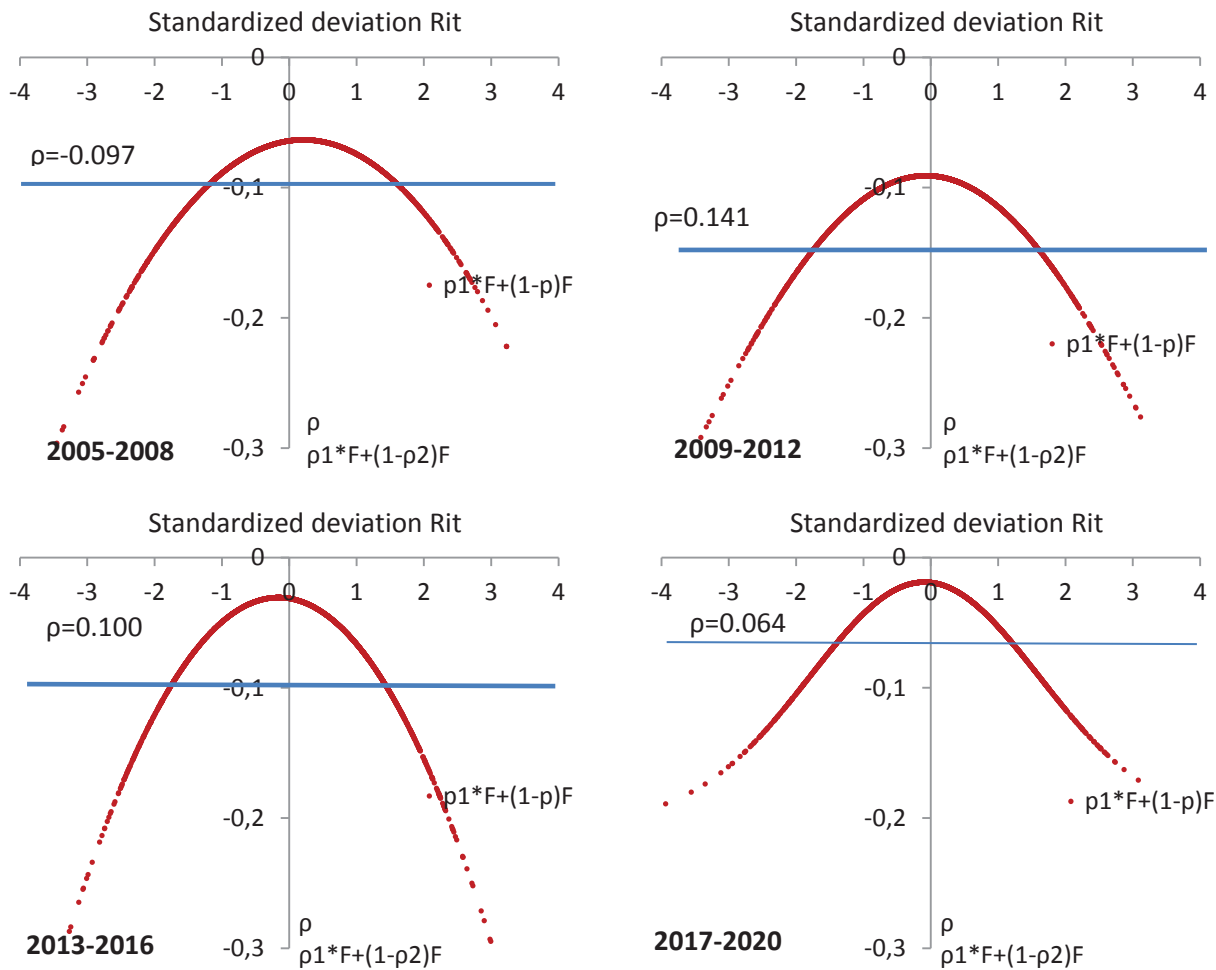 Standardized deviation Rit
0
-4 -3 -2 -1 0 1 2 3 4
ρ=-0.097
-0,1
p1*F+(1-p)F
-0,2
ρ
-0,3 ρ1*F+(1-ρ2)F
2005-2008
Standardized deviation Rit
0
-4 -3 -2 -1 0 1 2 3 4
-0,1
ρ=0.141
-0,2
p1*F+(1-p)F
ρ
-0,3 ρ1*F+(1-ρ2)F
2009-2012
Standardized deviation Rit
0
-4 -3 -2 -1 0 1 2 3 4
ρ=0.100
-0,1
p1*F+(1-p)F
-0,2
ρ
-0,3 ρ1*F+(1-ρ2)F
2013-2016
Standardized deviation Rit
0
-4 -3 -2 -1 0 1 2 3 4
ρ=0.064
-0,1
p1*F+(1-p)F
-0,2
ρ
-0,3 ρ1*F+(1-ρ2)F
2017-2020